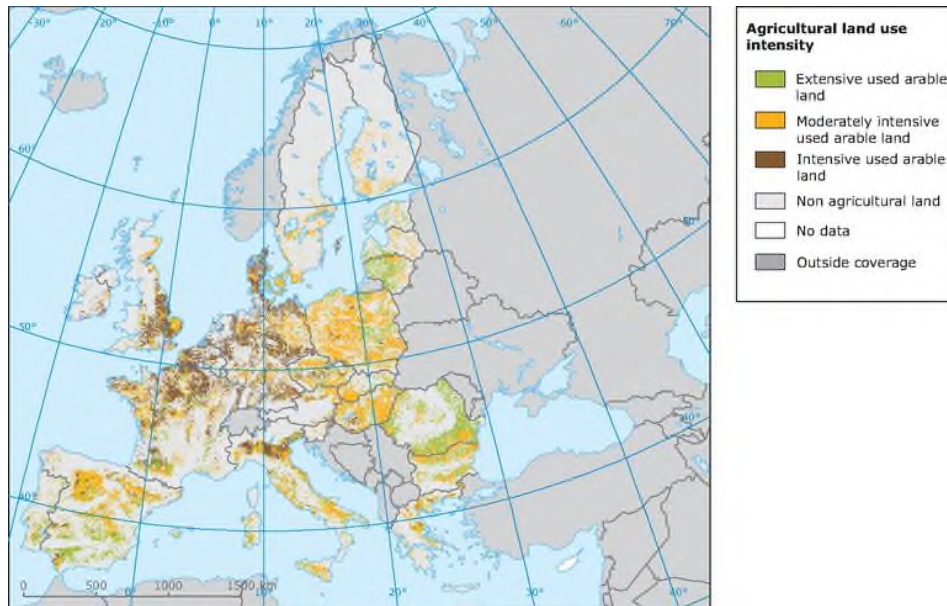 -30° -20° -10° 0° 10° 20° 30° 40° 50° 60° 70°
60°
50°
50°
40°
40°
0 500 1000 1500 km
0° 10° 20° 30° 40°
Agricultural land use
intensity
Extensive used arable
land
Moderately intensive
used arable land
Intensive used arable
land
Non agricultural land
No data
Outside coverage